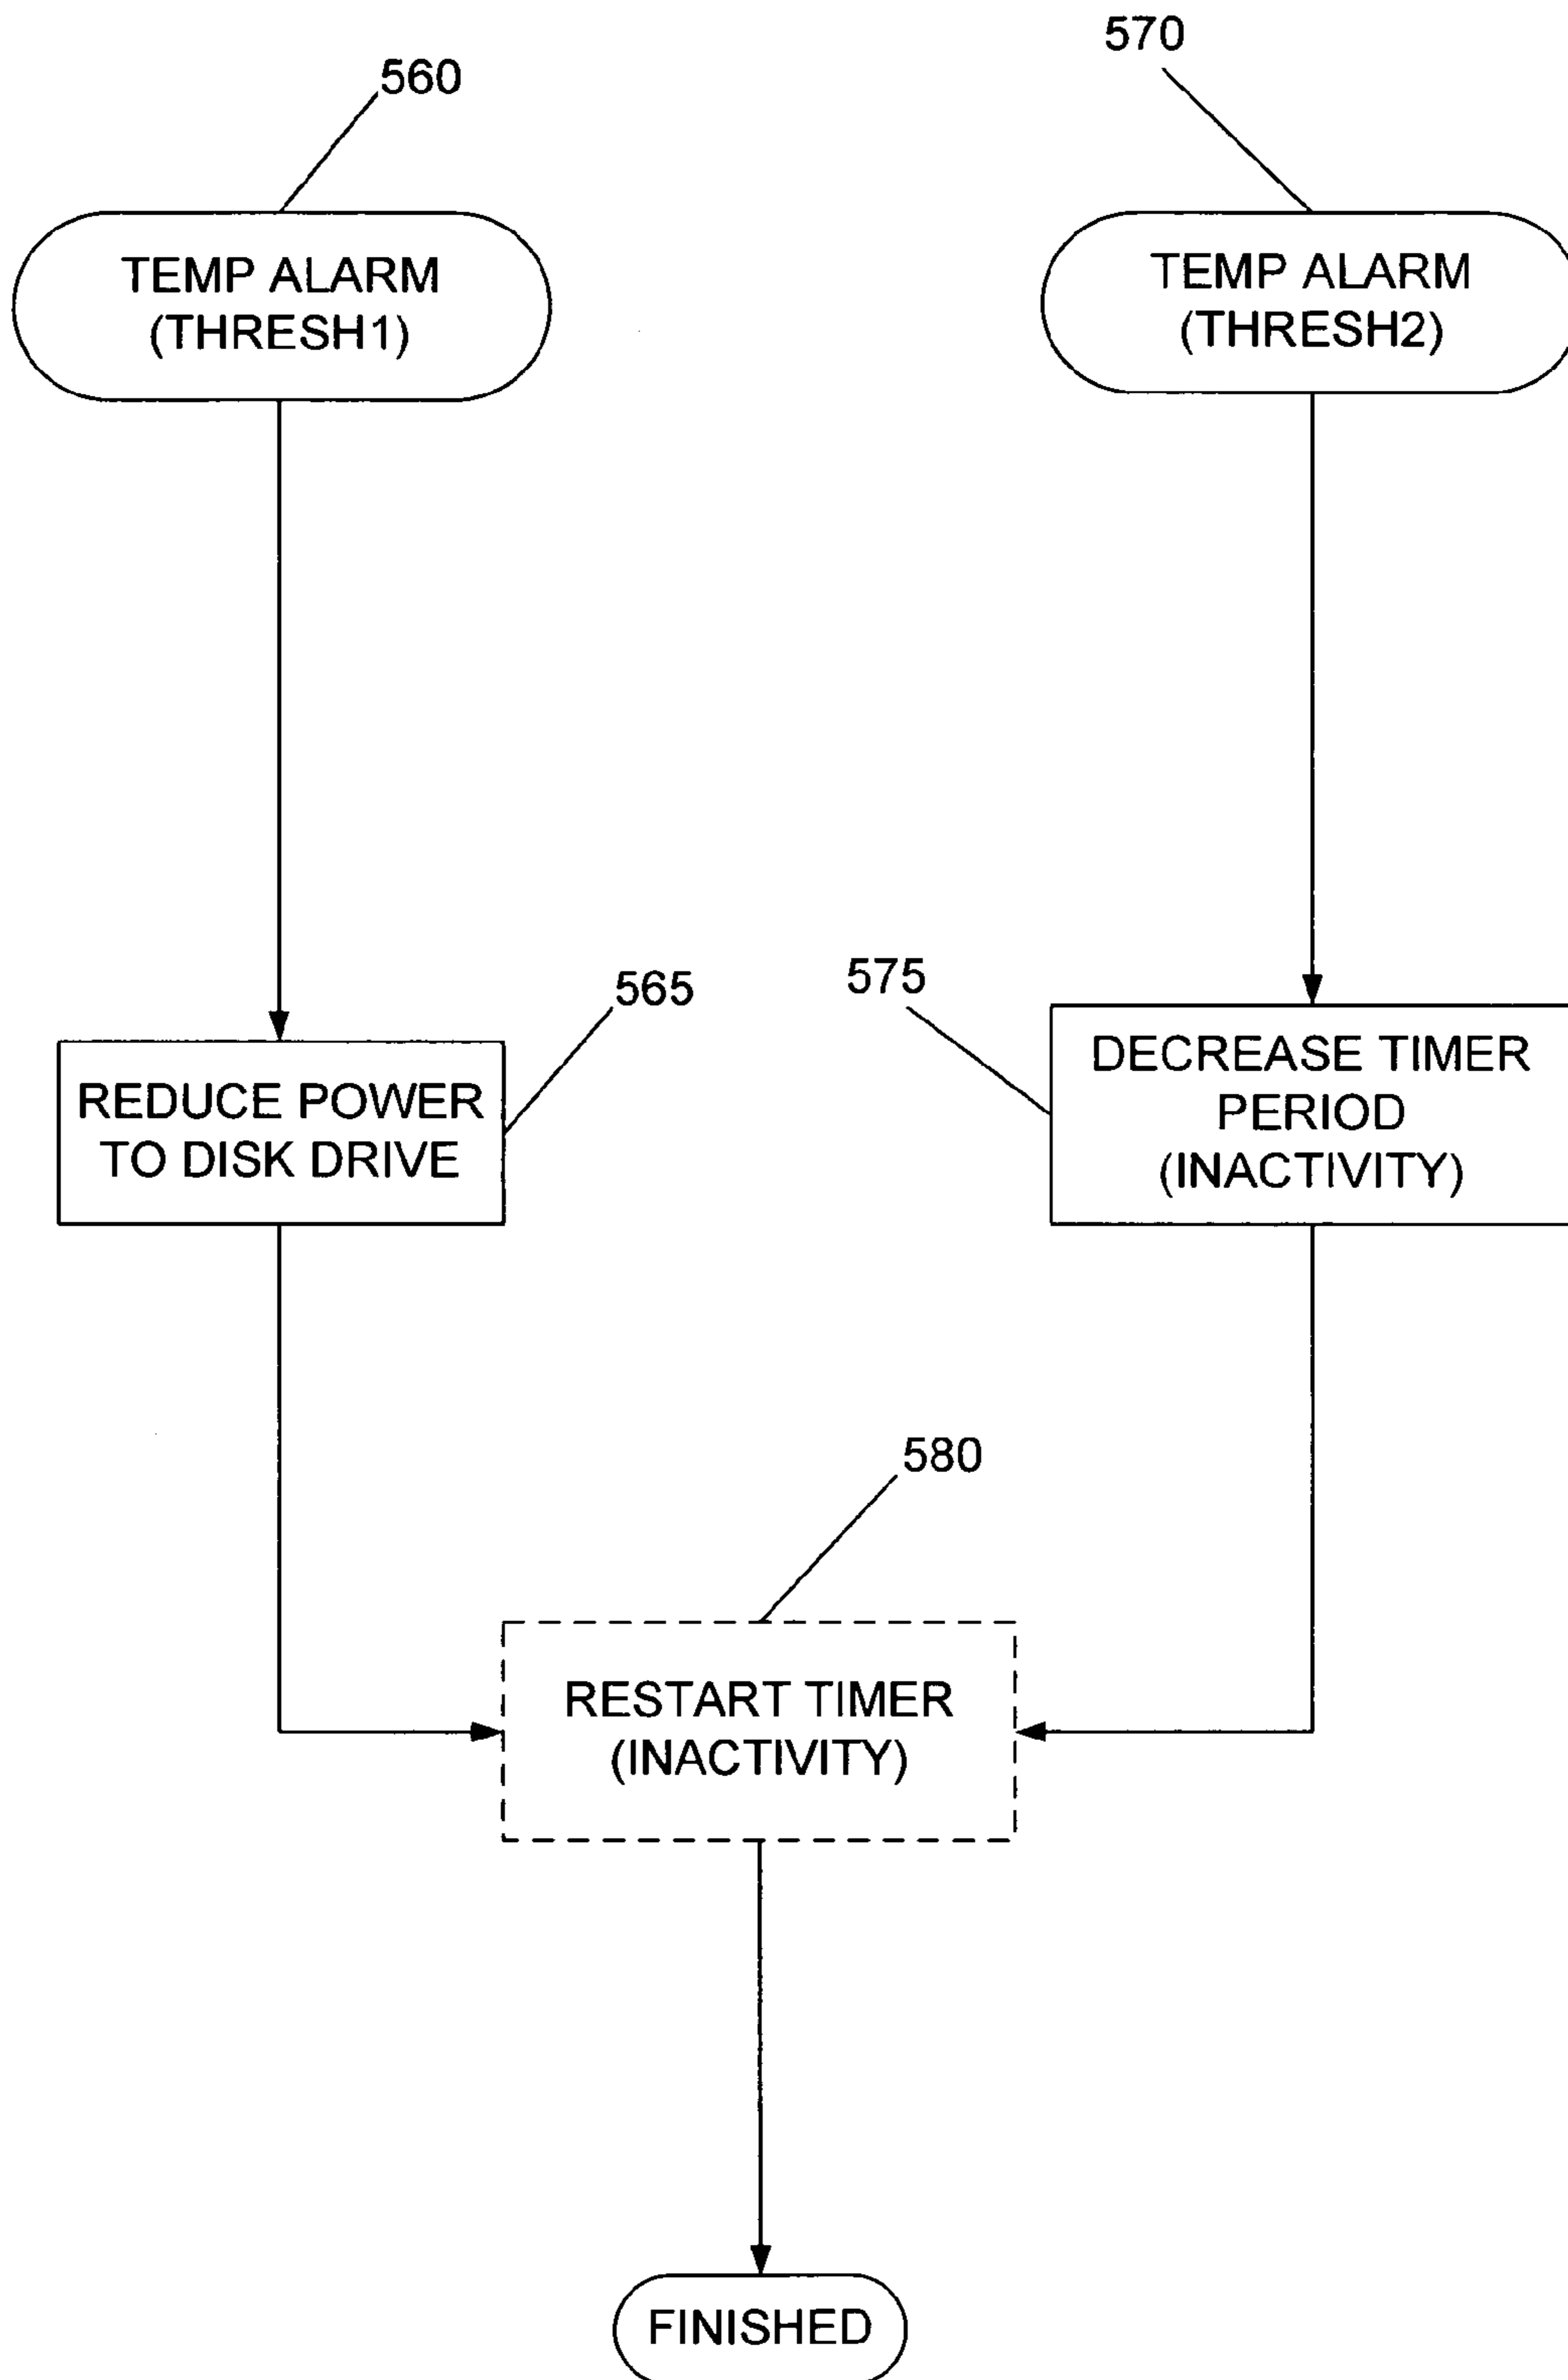 560
570
TEMP ALARM
(THRESH1)
TEMP ALARM
(THRESH2)
565
575
REDUCE POWER
TO DISK DRIVE
DECREASE TIMER
PERIOD
(INACTIVITY)
580
RESTART TIMER
(INACTIVITY)
FINISHED